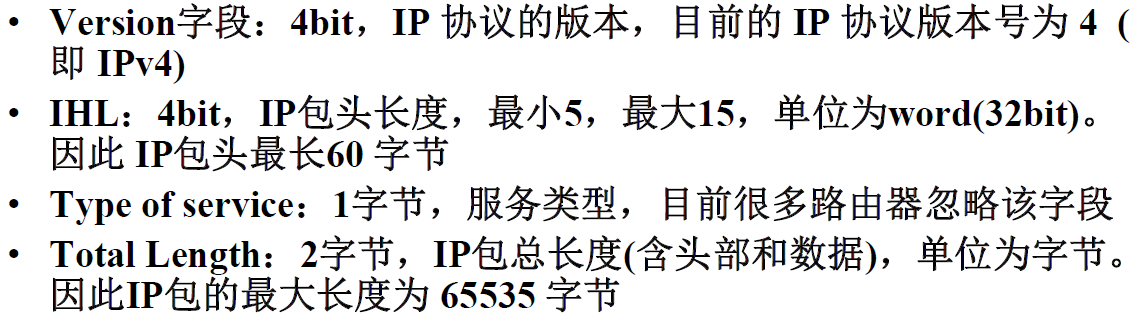 • Version字段：4bit，IP 协议的版本，目前的 IP 协议版本号为 4（
即 IPv4)
• IHL：4bit，IP包头长度，最小5，最大15，单位为word(32bit)。
因此 IP包头最长60 字节
• Type of service：1字节，服务类型，目前很多路由器忽略该字段
• Total Length：2字节，IP包总长度(含头部和数据)，单位为字节。
因此IP包的最大长度为 65535 字节